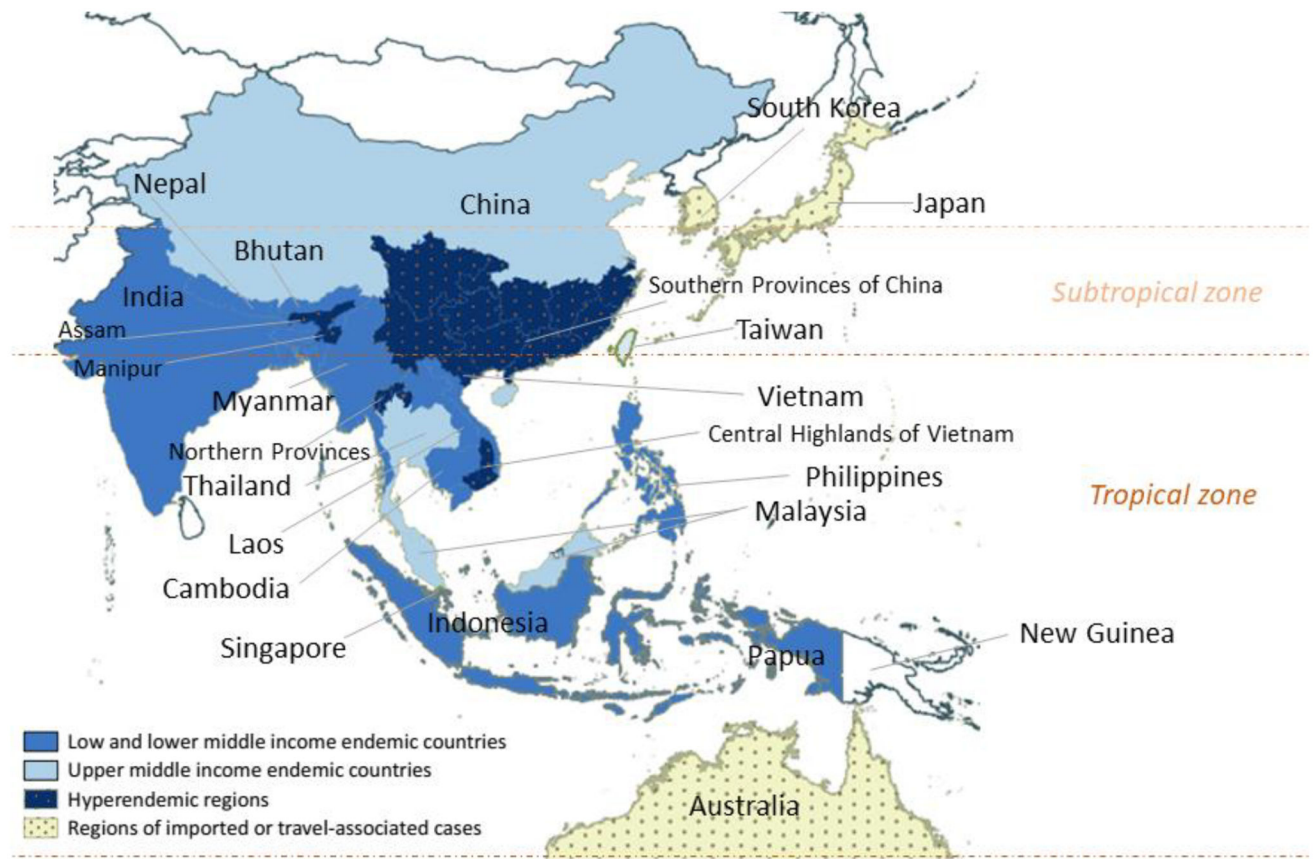 South Korea
Nepal
China
Japan
Bhutan
India
Southern Provinces of China
Subtropical zone
Assam
Taiwan
Manipur
Myanmar
Vietnam
Northern Provinces
Central Highlands of Vietnam
Thailand
Philippines
Tropical zone
Malaysia
Laos
Cambodia
Singapore
Indonesia
Papua
New Guinea
Low and lower middle income endemic countries
Upper middle income endemic countries
Hyperendemic regions
Regions of imported or travel-associated cases
Australia